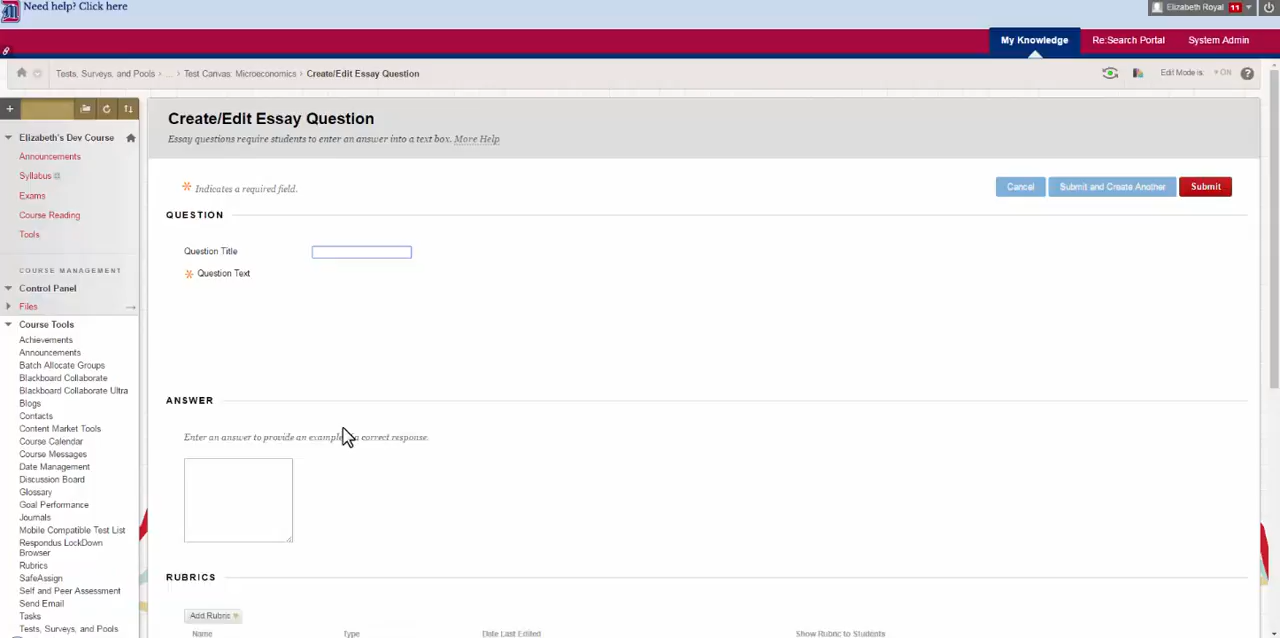 Need help? Click here
Elizabeth Royal 11
My Knowledge Re:Search Portal System Admin
Tests, Surveys, and Pools > ... > Test Canvas: Microeconomics > Create/Edit Essay Question
Edit Mode is: ON ?
Elizabeth's Dev Course
Announcements
Syllabus
Exams
Course Reading
Tools
COURSE MANAGEMENT
Control Panel
Files
Course Tools
Achievements
Announcements
Batch Allocate Groups
Blackboard Collaborate
Blackboard Collaborate Ultra
Blogs
Contacts
Content Market Tools
Course Calendar
Course Messages
Date Management
Discussion Board
Glossary
Goal Performance
Journals
Mobile Compatible Test List
Respondus LockDown
Browser
Rubrics
SafeAssign
Self and Peer Assessment
Send Email
Tasks
Tests, Surveys, and Pools
Create/Edit Essay Question
Essay questions require students to enter an answer into a text box. More Help
* Indicates a required field.
Cancel Submit and Create Another Submit
QUESTION
Question Title
* Question Text
ANSWER
Enter an answer to provide an example correct response.
RUBRICS
Add Rubric
Name Type Date Last Edited Show Rubric to Students